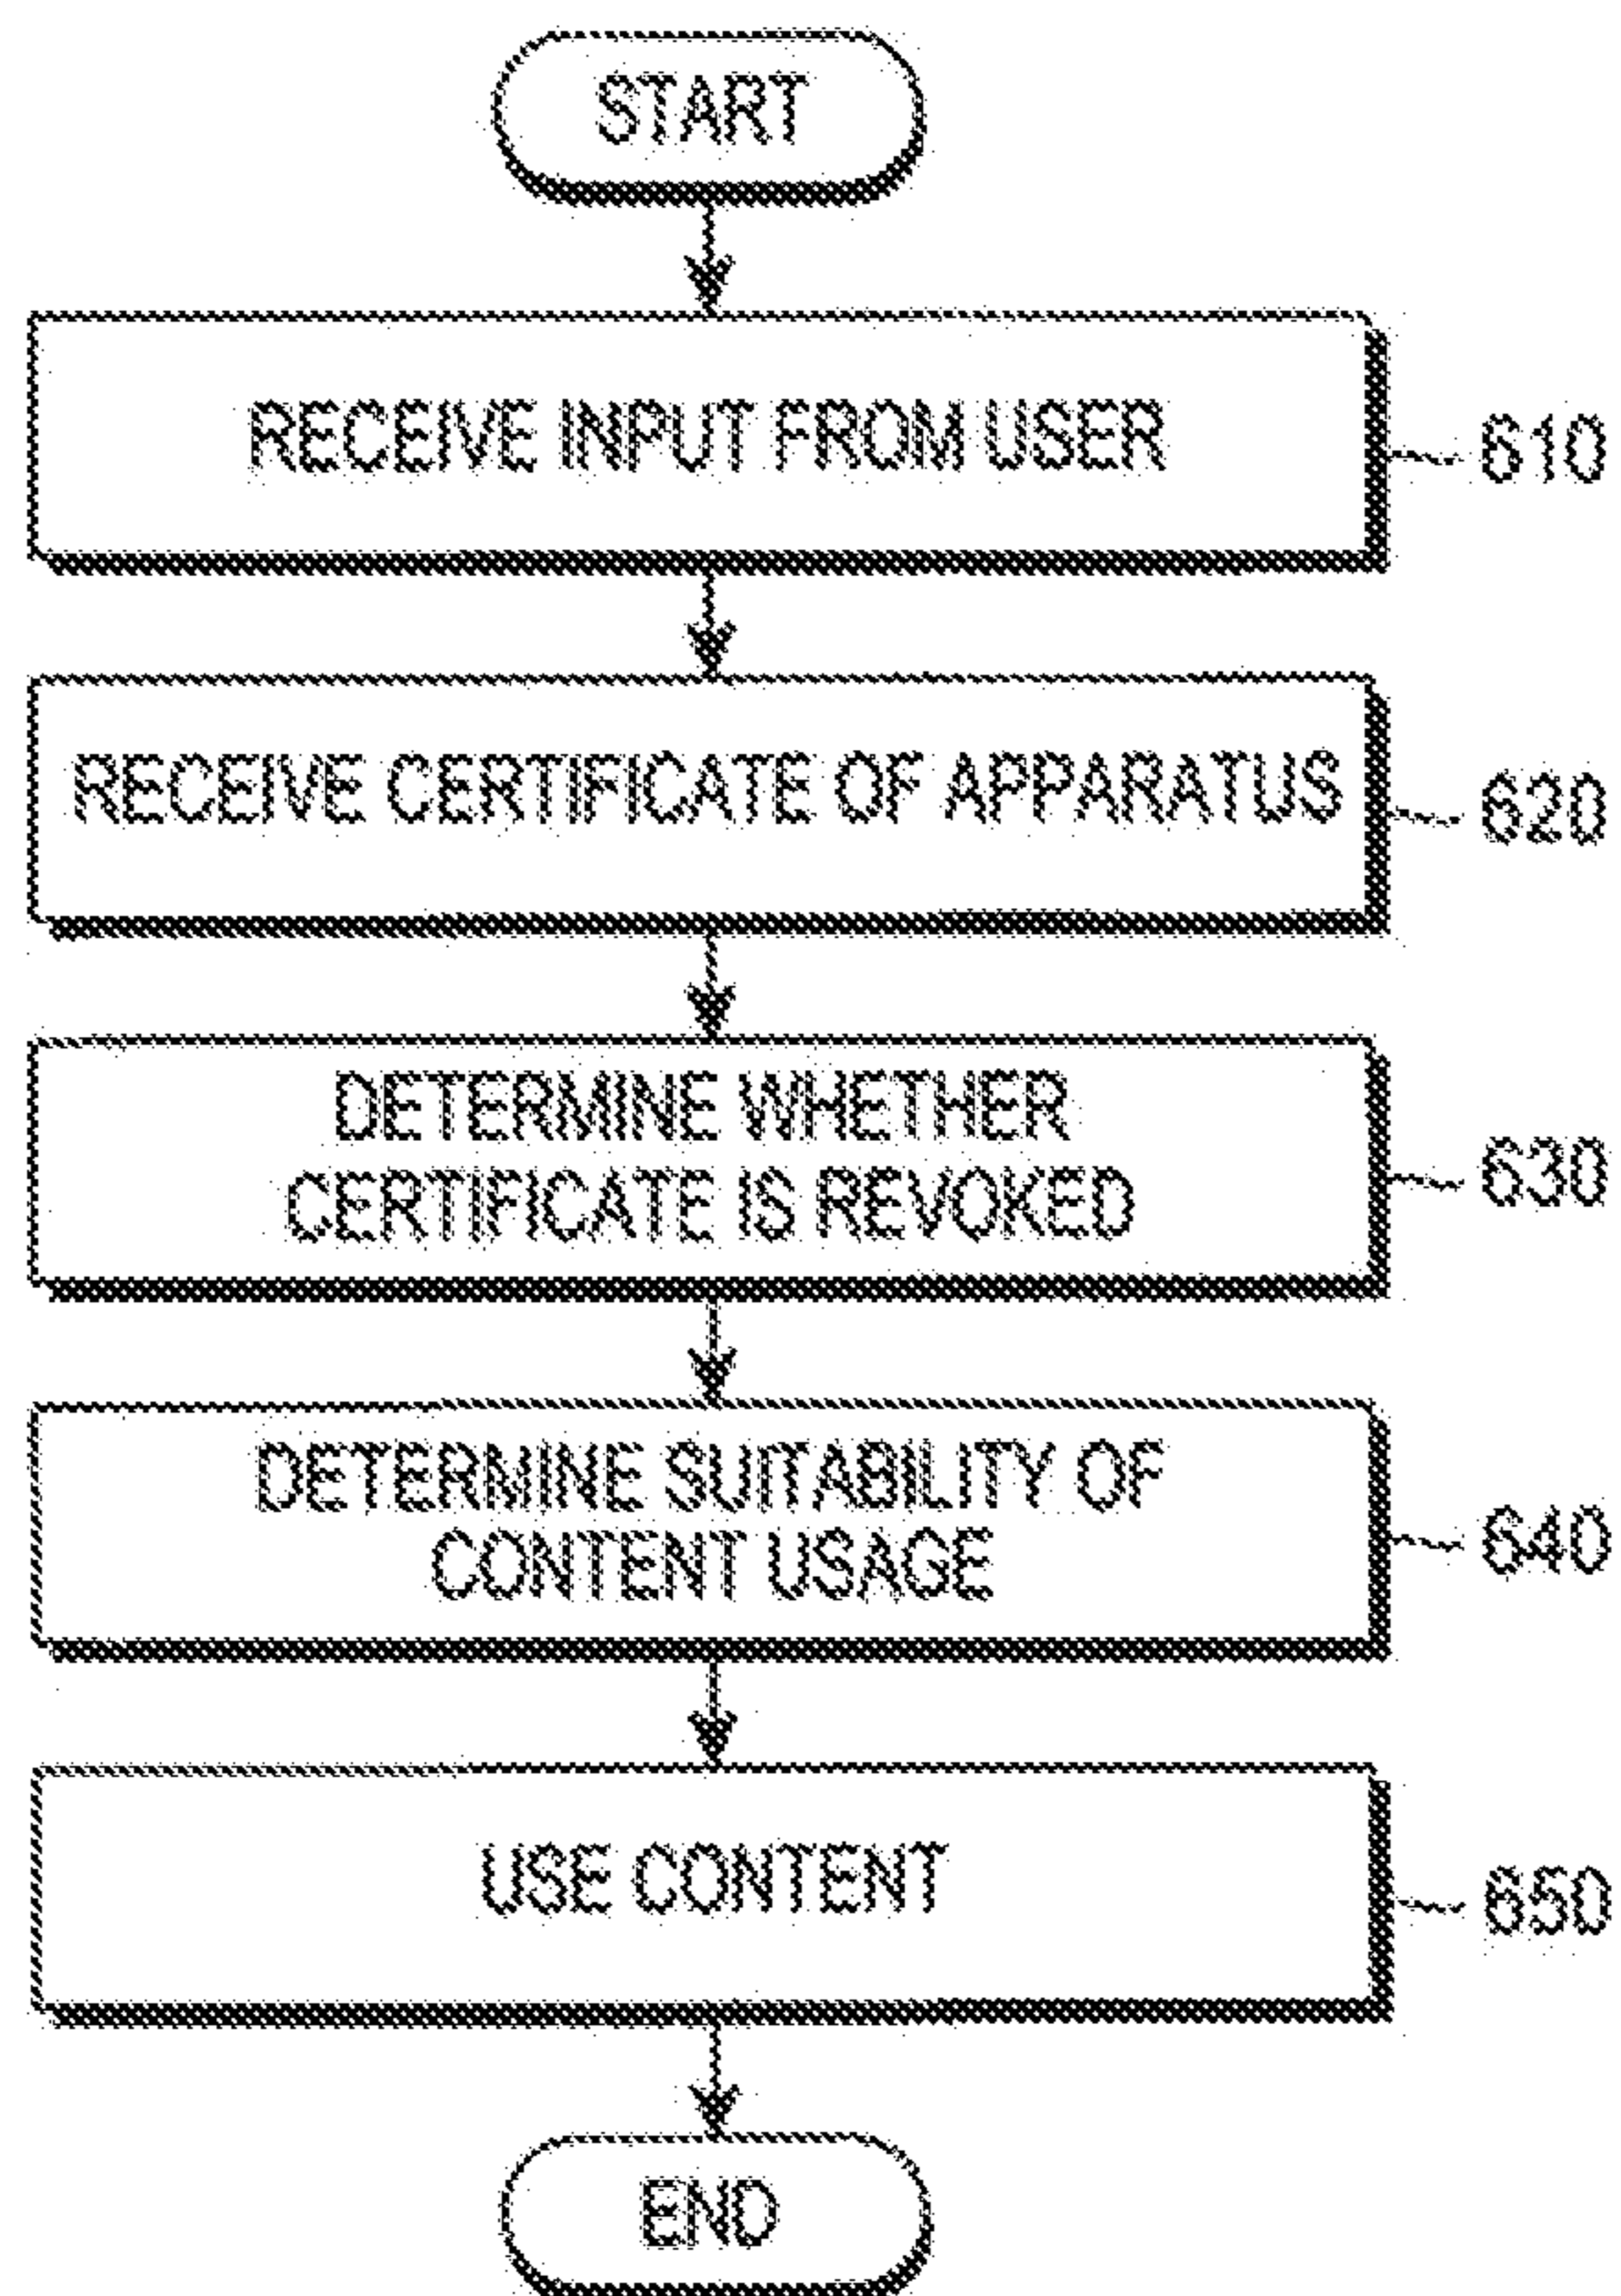 START
RECEIVE INPUT FROM USER
610
RECEIVE CERTIFICATE OF APPARATUS
620
DETERMINE WHETHER
CERTIFICATE IS REVOKED
630
DETERMINE SUITABILITY OF
CONTENT USAGE
640
USE CONTENT
650
END